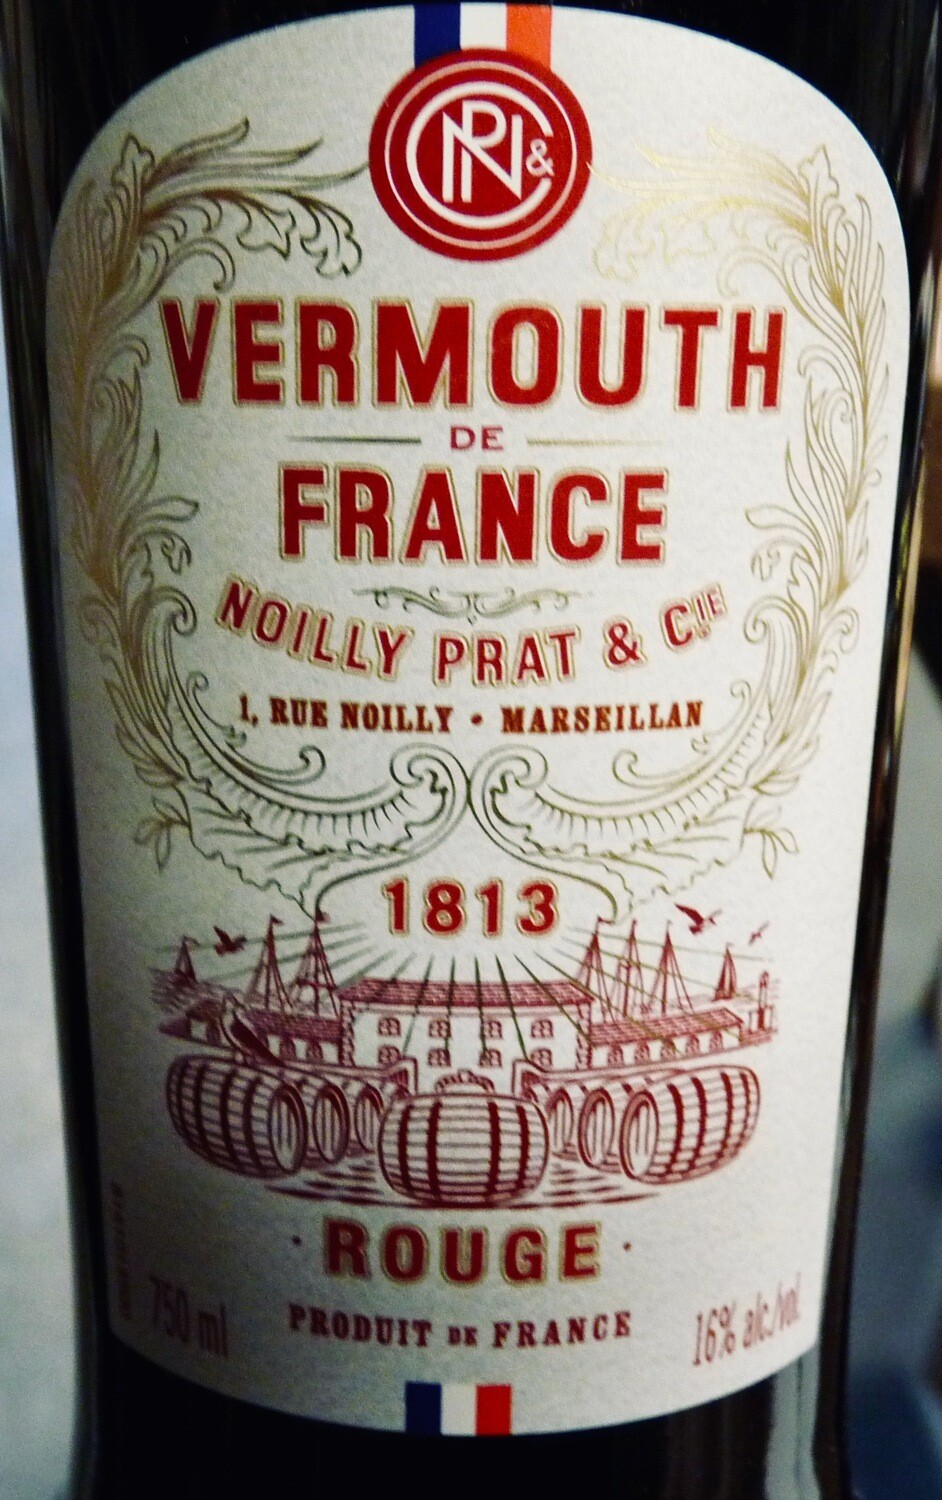 NPC&
VERMOUTH
DE
FRANCE
NOILLY PRAT & CIE
1, RUE NOILLY • MARSEILLAN
1813
· ROUGE ·
750 ml
PRODUIT DE FRANCE
16% alc./vol.